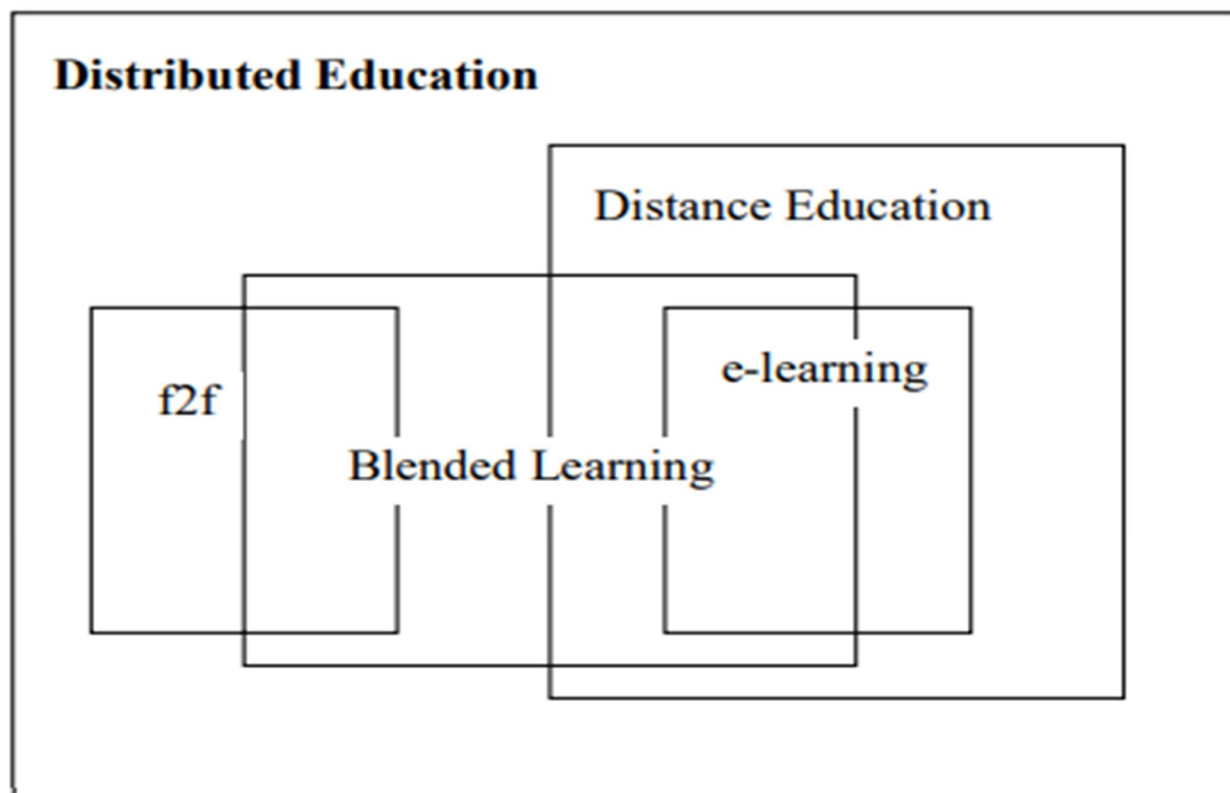 Distributed Education
Distance Education
e-learning
f2f
Blended Learning